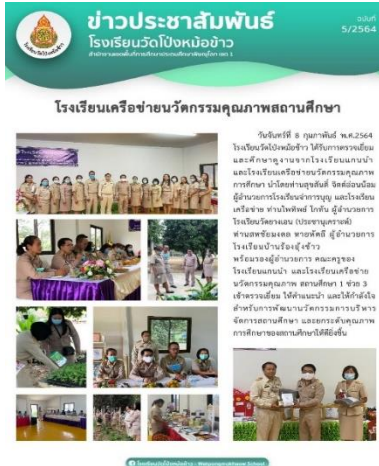 ข่าวประชาสัมพันธ์
ฉบับที่
5/2564
โรงเรียนวัดโป่งหม้อข้าว
สำนักงานเขตพื้นที่การศึกษาประถมศึกษาพิษณุโลก เขต 1
โรงเรียนเครือข่ายนวัตกรรมคุณภาพสถานศึกษา
วันจันทร์ที่ 8 กุมภาพันธ์ พ.ศ.2564
โรงเรียนวัดโป่งหม้อข้าว ได้รับการตรวจเยี่ยม
และศึกษาดูงานจากโรงเรียนแกนนำ
และโรงเรียนเครือข่ายนวัตกรรมคุณภาพ
การศึกษา นำโดยท่านสุขสันติ์ จิตต์อ่อนน้อม
ผู้อำนวยการโรงเรียนจ่าการบุญ และโรงเรียน
เครือข่าย ท่านไพทิพย์ ผู้อำนวยการ
โรงเรียนวัดยางเอน (ประชานุเคราะห์)
ผู้อำนวยการ
พร้อมรองผู้อำนวยการ คณะครูของ
โรงเรียนแกนนำ และโรงเรียนเครือข่าย
นวัตกรรมคุณภาพ สถานศึกษา 1 ช่วย 3
เข้าตรวจเยี่ยม ให้คำแนะนำ และให้กำลังใจ
สำหรับการพัฒนานวัตกรรมการบริหาร
จัดการสถานศึกษา และยกระดับคุณภาพ
การศึกษาของสถานศึกษาให้ดียิ่งขึ้น